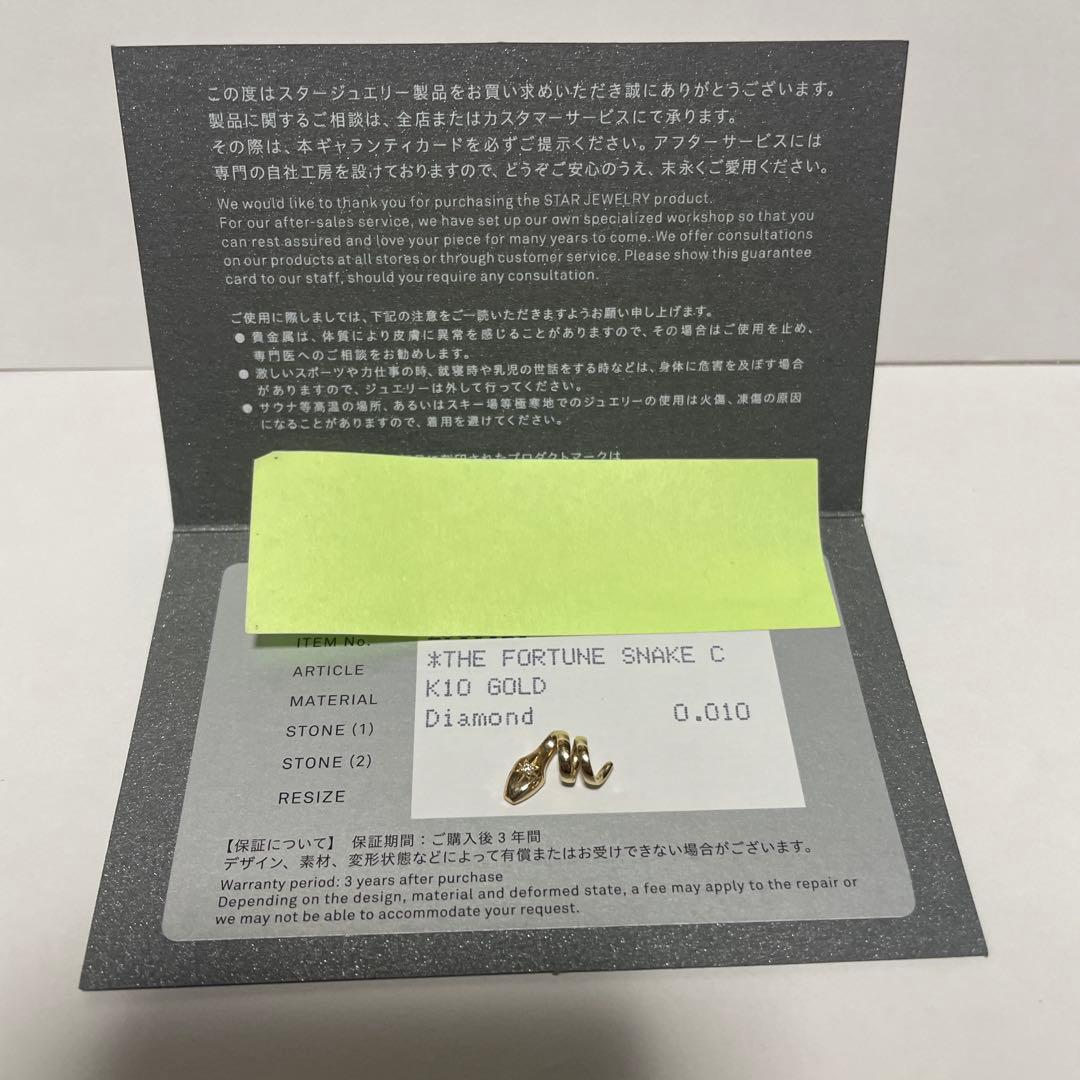 この度はスタージュエリー製品をお買い求めいただき誠にありがとうございます。
製品に関するご相談は、全店またはカスタマーサービスにて承ります。
その際は、本ギャランティカードを必ずご提示ください。アフターサービスには
専門の自社工房を設けておりますので、どうぞご安心のうえ、末永くご愛用ください。
We would like to thank you for purchasing the STAR JEWELRY product.
For our after-sales service, we have set up our own specialized workshop so that you
can rest assured and love your piece for many years to come. We offer consultations
on our products at all stores or through customer service. Please show this guarantee
card to our staff, should you require any consultation.
ご使用に際しましては、下記の注意をご一読いただきますようお願い申し上げます。
● 貴金属は、体質により皮膚に異常を感じることがありますので、その場合はご使用を止め、
専門医へのご相談をお勧めします。
● 激しいスポーツや力仕事の時、就寝時や乳児の世話をする時などは、身体に危害を及ぼす場合
がありますので、ジュエリーは外して行ってください。
● サウナ等高温の場所、あるいはスキー場等極寒地でのジュエリーの使用は火傷、凍傷の原因
になることがありますので、着用を避けてください。
刻印されたプロダクトマークは
ITEM No.
ARTICLE *THE FORTUNE SNAKE C
MATERIAL K10 GOLD
STONE (1) Diamond 0.010
STONE (2)
RESIZE
【保証について】 保証期間：ご購入後3年間
デザイン、素材、変形状態などによって有償またはお受けできない場合がございます。
Warranty period: 3 years after purchase
Depending on the design, material and deformed state, a fee may apply to the repair or
we may not be able to accommodate your request.